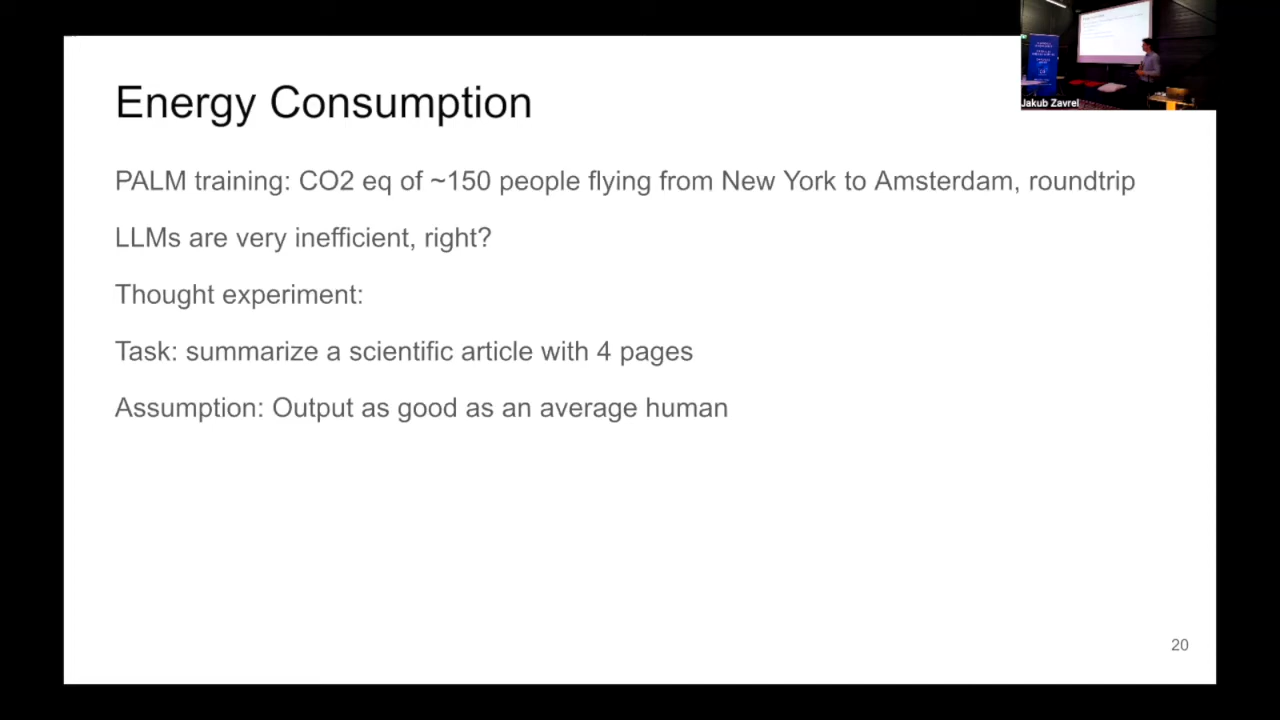 Energy Consumption
PALM training: CO2 eq of ~150 people flying from New York to Amsterdam, roundtrip
LLMs are very inefficient, right?
Thought experiment:
Task: summarize a scientific article with 4 pages
Assumption: Output as good as an average human
Jakub Zavrel
20